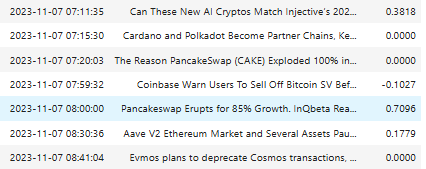 2023-11-07 07:11:35 Can These New AI Cryptos Match Injective's 202... 0.3818
2023-11-07 07:15:30 Cardano and Polkadot Become Partner Chains, Ke... 0.0000
2023-11-07 07:20:03 The Reason PancakeSwap (CAKE) Exploded 100% in... 0.0000
2023-11-07 07:59:32 Coinbase Warn Users To Sell Off Bitcoin SV Bef... -0.1027
2023-11-07 08:00:00 Pancakeswap Erupts for 85% Growth. InQbeta Rea... 0.7096
2023-11-07 08:30:36 Aave V2 Ethereum Market and Several Assets Pau... 0.1779
2023-11-07 08:41:04 Evmos plans to deprecate Cosmos transactions, ... 0.0000